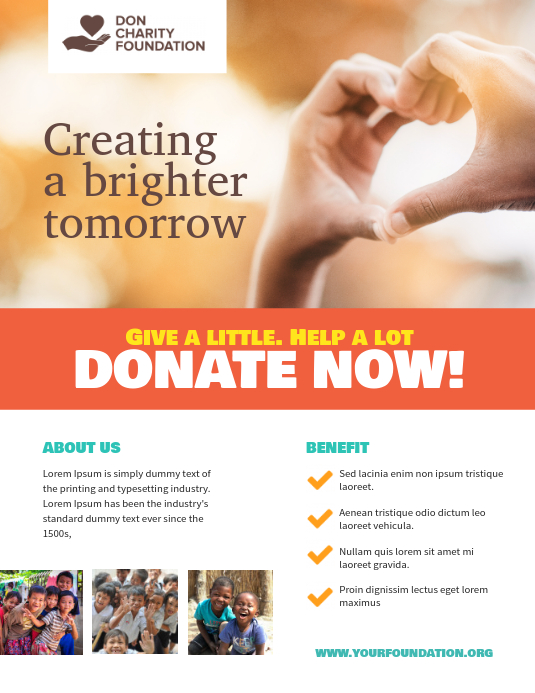 DON
CHARITY
FOUNDATION
Creating
a brighter
tomorrow
GIVE A LITTLE. HELP A LOT
DONATE NOW!
ABOUT US
Lorem Ipsum is simply dummy text of
the printing and typesetting industry.
Lorem Ipsum has been the industry's
standard dummy text ever since the
1500s,
BENEFIT
Sed lacinia enim non ipsum tristique
laoreet.
Aenean tristique odio dictum leo
laoreet vehicula.
Nullam quis lorem sit amet mi
laoreet gravida.
Proin dignissim lectus eget lorem
maximus
WWW.YOURFOUNDATION.ORG